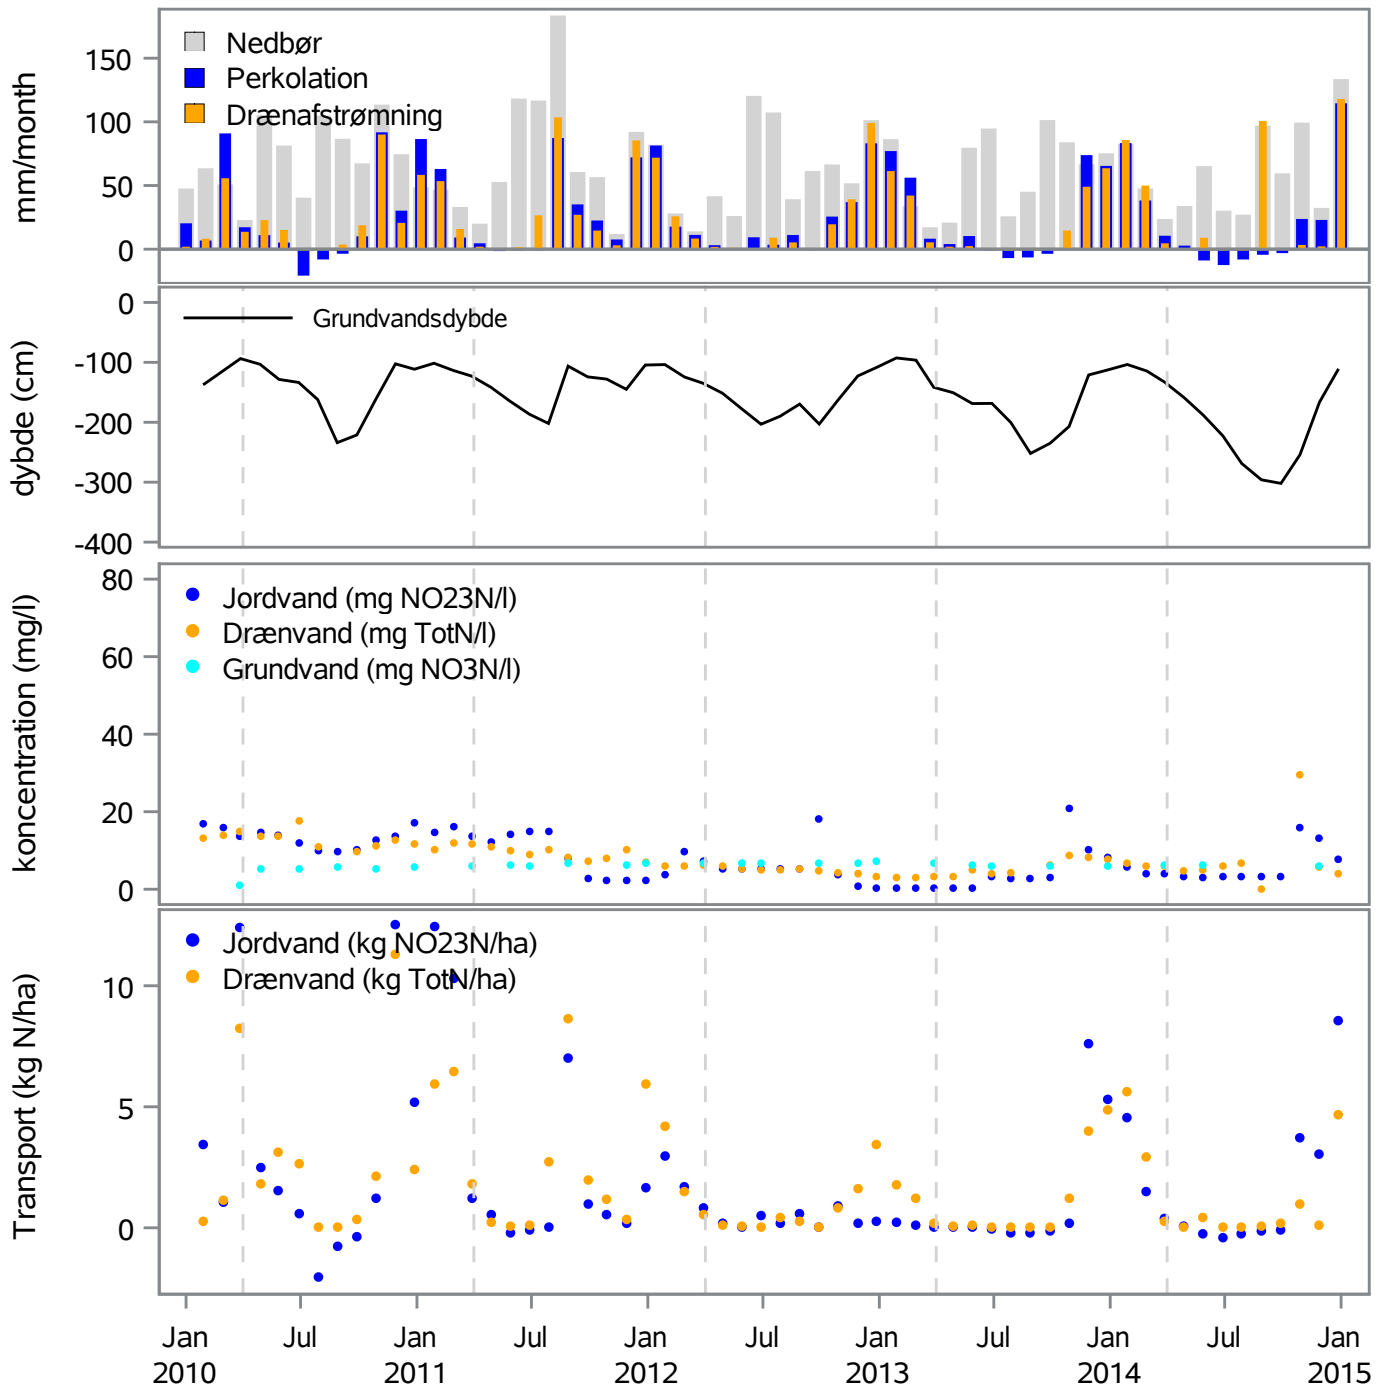 mm/month
150
100
50
0
Nedbør
Perkolation
Drænafstrømning
dybde (cm)
0
-100
-200
-300
-400
Grundvandsdybde
koncentration (mg/l)
80
60
40
20
0
Jordvand (mg NO23N/l)
Drænvand (mg TotN/l)
Grundvand (mg NO3N/l)
Transport (kg N/ha)
10
5
0
Jordvand (kg NO23N/ha)
Drænvand (kg TotN/ha)
Jan Jul Jan Jul Jan Jul Jan Jul Jan Jul Jan
2010 2011 2012 2013 2014 2015